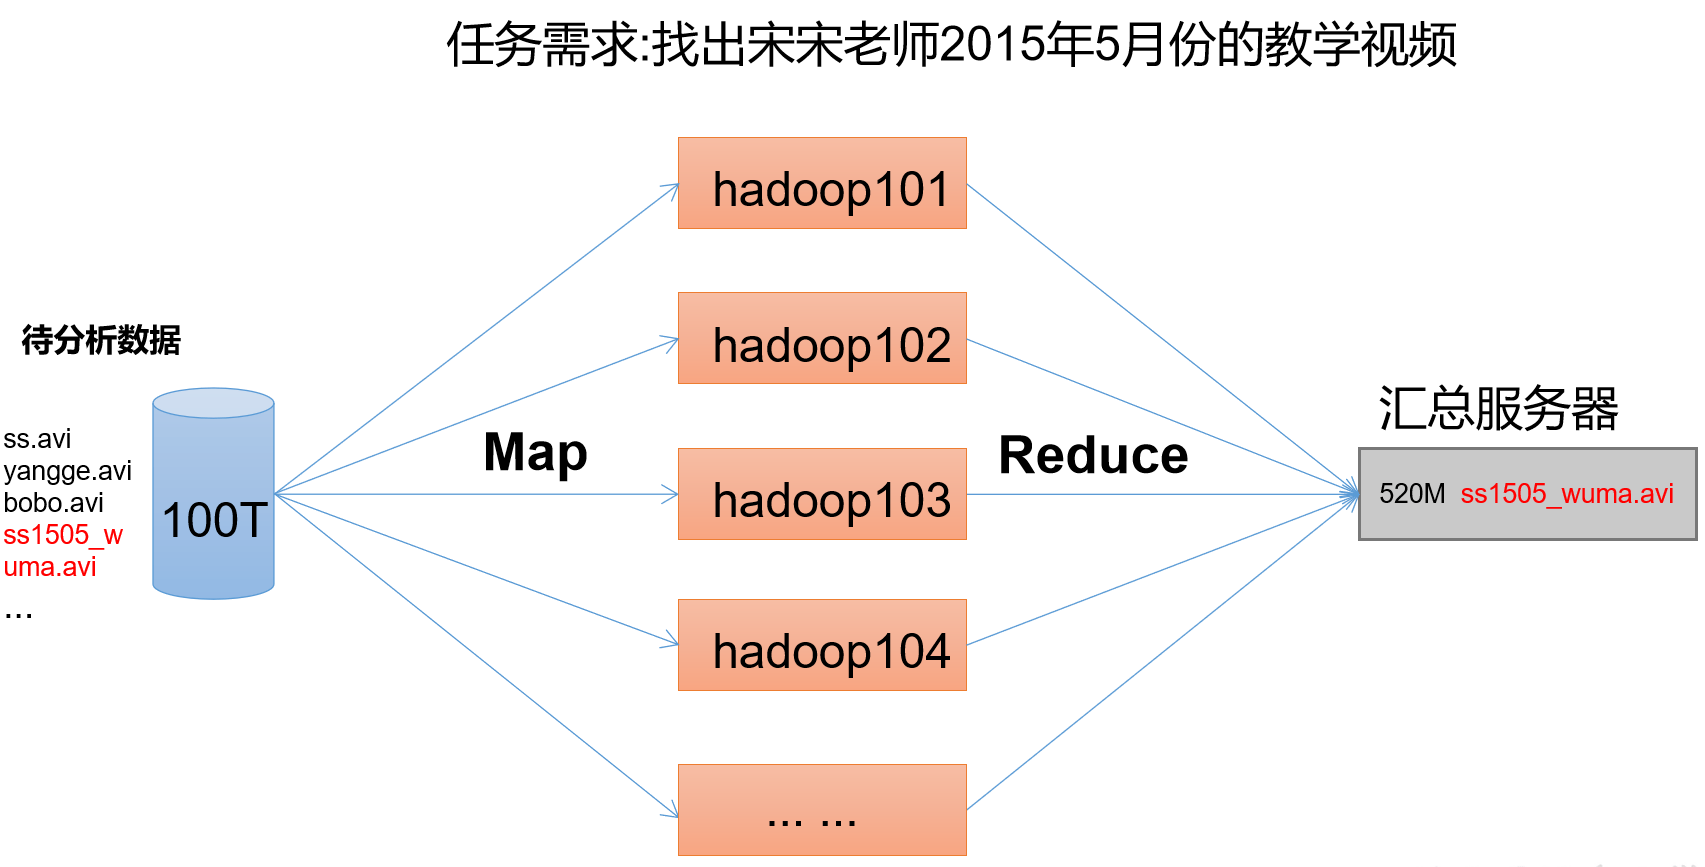 任务需求:找出宋宋老师2015年5月份的教学视频
hadoop101
hadoop102
待分析数据
ss.avi
yangge.avi
bobo.avi
ss1505_w
uma.avi
...
100T
Map
hadoop103
Reduce
汇总服务器
520M ss1505_wuma.avi
hadoop104
... ...